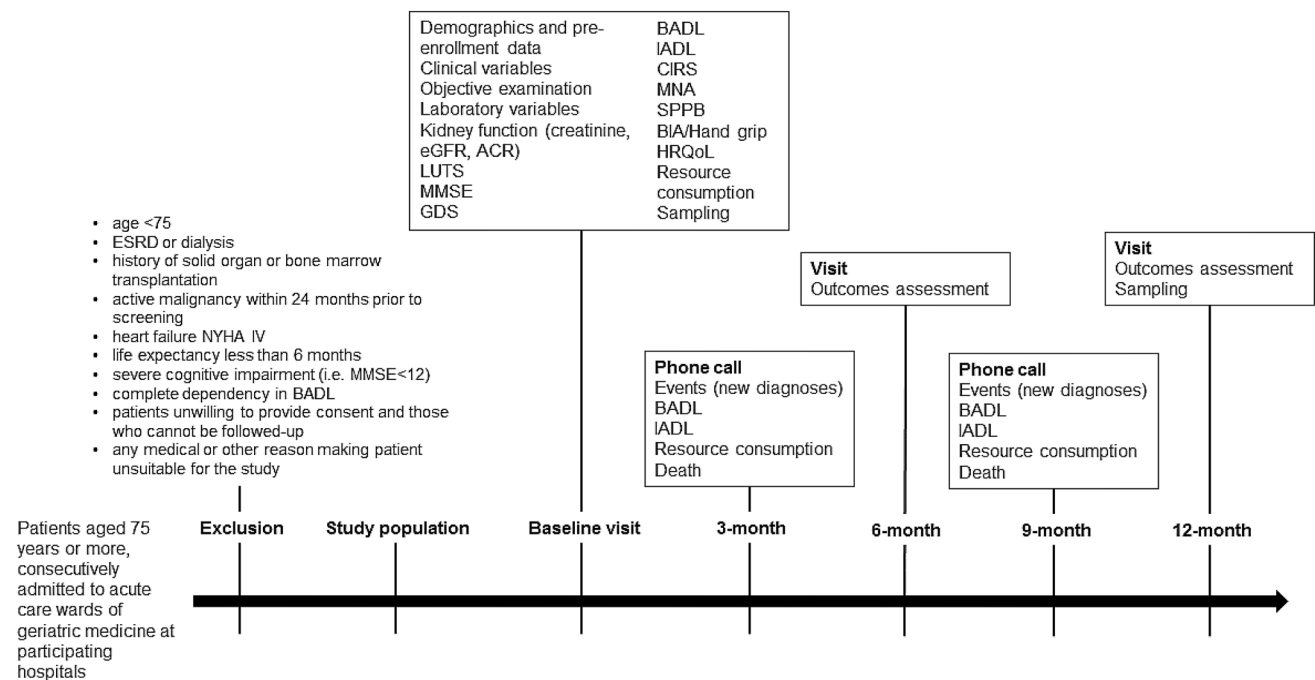 Demographics and pre-
enrollment data
Clinical variables
Objective examination
Laboratory variables
Kidney function (creatinine,
eGFR, ACR)
LUTS
MMSE
GDS
BADL
IADL
CIRS
MNA
SPPB
BIA/Hand grip
HRQoL
Resource
consumption
Sampling
• age <75
• ESRD or dialysis
• history of solid organ or bone marrow
transplantation
• active malignancy within 24 months prior to
screening
• heart failure NYHA IV
• life expectancy less than 6 months
• severe cognitive impairment (i.e. MMSE<12)
• complete dependency in BADL
• patients unwilling to provide consent and those
who cannot be followed-up
• any medical or other reason making patient
unsuitable for the study
Visit
Outcomes assessment
Visit
Outcomes assessment
Sampling
Phone call
Events (new diagnoses)
BADL
IADL
Resource consumption
Death
Phone call
Events (new diagnoses)
BADL
IADL
Resource consumption
Death
Patients aged 75
years or more,
consecutively
admitted to acute
care wards of
geriatric medicine at
participating
hospitals
Exclusion
Study population
Baseline visit
3-month
6-month
9-month
12-month